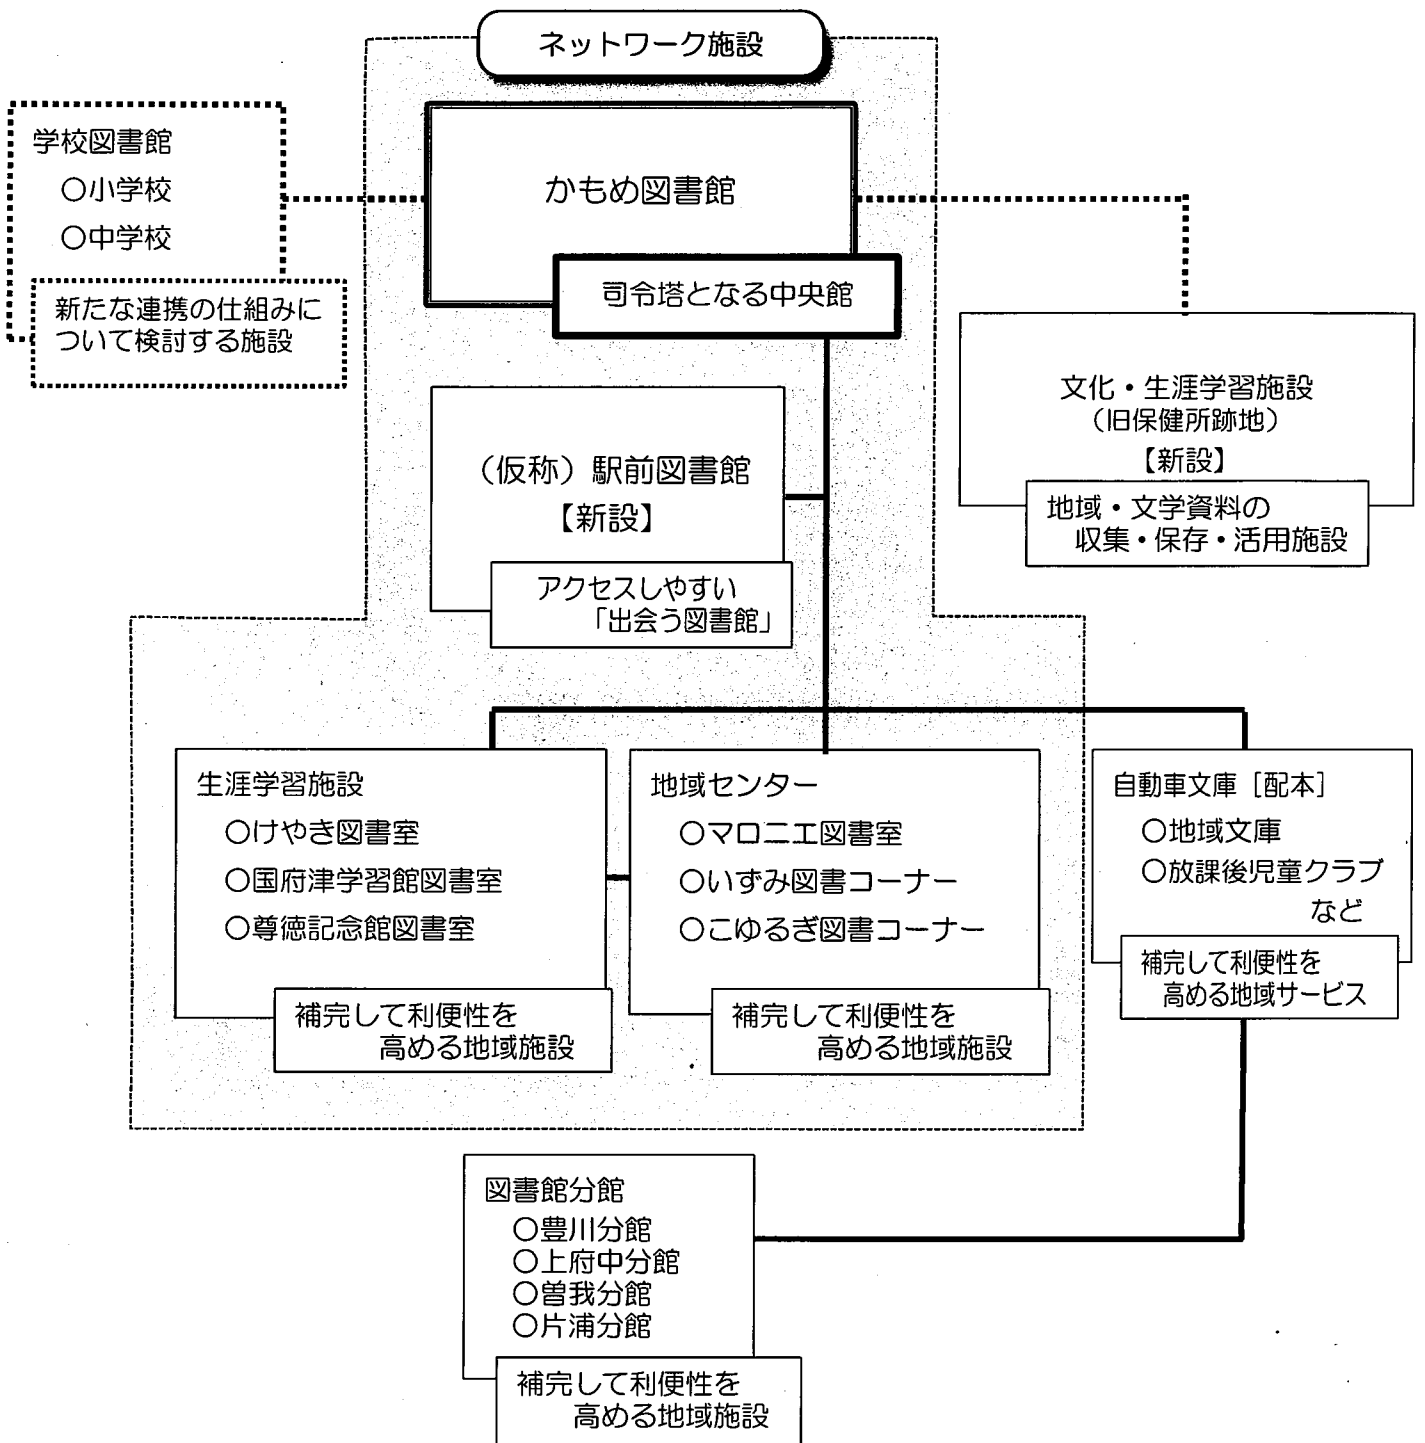 ネットワーク施設
学校図書館
○小学校
○中学校
新たな連携の仕組みに
ついて検討する施設
かもめ図書館
司令塔となる中央館
文化・生涯学習施設
（旧保健所跡地）
【新設】
地域・文学資料の
収集・保存・活用施設
（仮称）駅前図書館
【新設】
アクセスしやすい
「出会う図書館」
生涯学習施設
○けやき図書室
○国府津学習館図書室
○尊徳記念館図書室
補完して利便性を
高める地域施設
地域センター
○マロニエ図書室
○いずみ図書コーナー
○こゆるぎ図書コーナー
補完して利便性を
高める地域施設
自動車文庫［配本］
○地域文庫
○放課後児童クラブ
など
補完して利便性を
高める地域サービス
図書館分館
○豊川分館
○上府中分館
○曽我分館
○片浦分館
補完して利便性を
高める地域施設